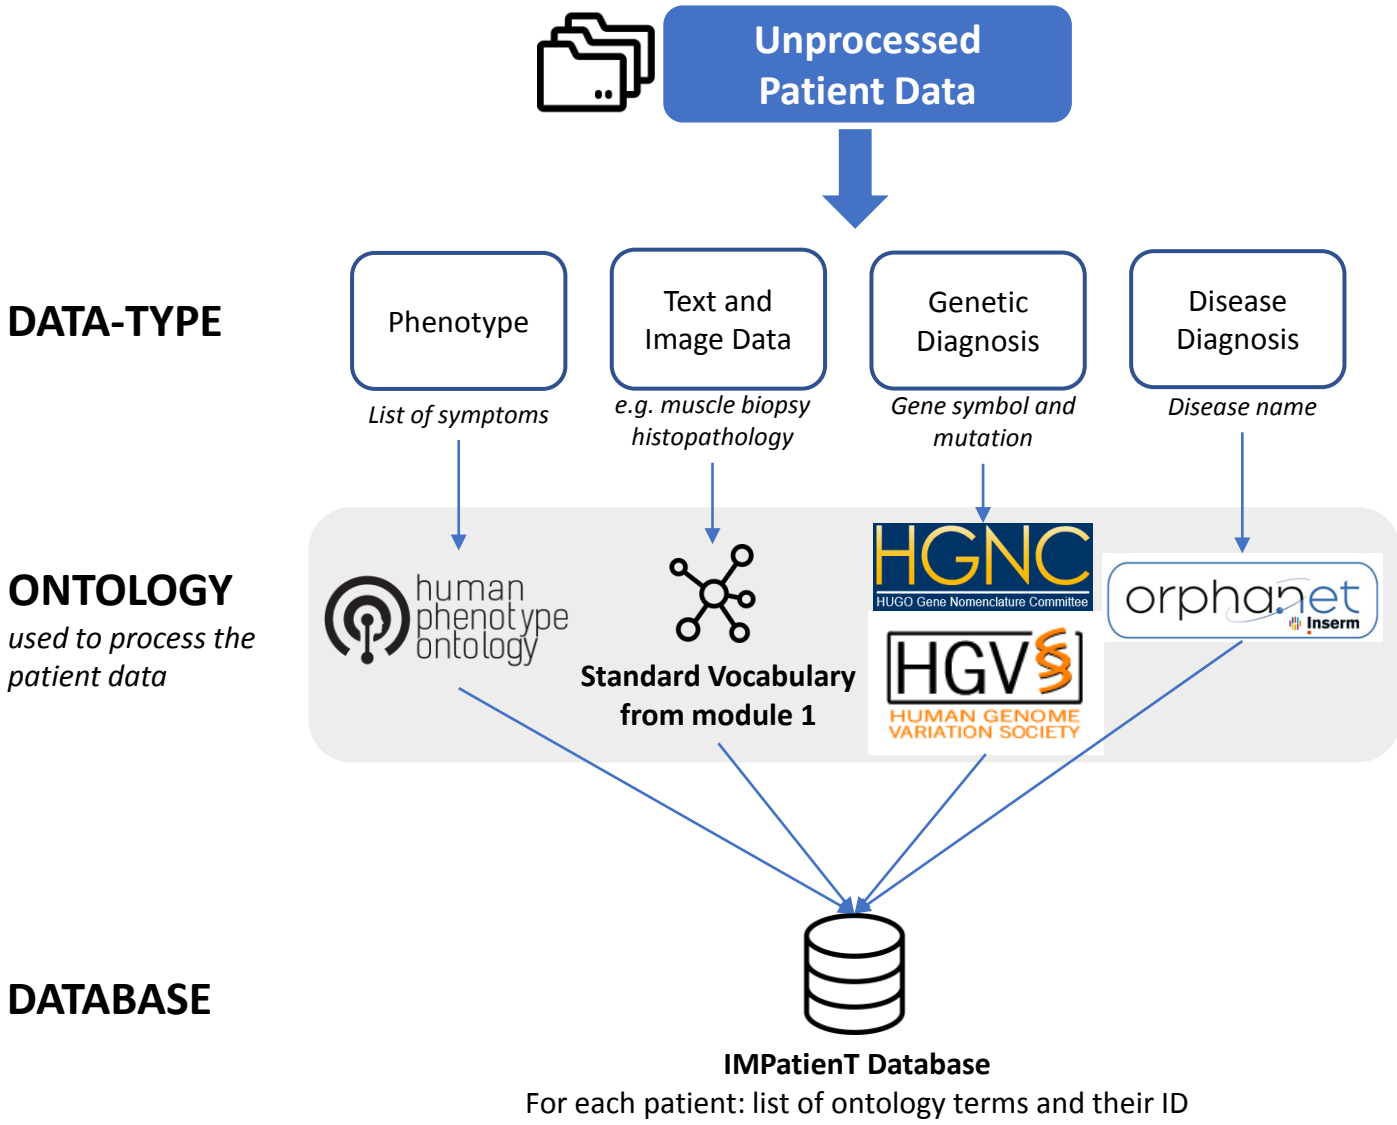 Unprocessed
Patient Data
DATA-TYPE
Phenotype
Text and
Image Data
Genetic
Diagnosis
Disease
Diagnosis
List of symptoms
e.g. muscle biopsy
histopathology
Gene symbol and
mutation
Disease name
ONTOLOGY
used to process the
patient data
human
phenotype
ontology
Standard Vocabulary
from module 1
HGNC
HUGO Gene Nomenclature Committee
HGVS
HUMAN GENOME
VARIATION SOCIETY
orphanet
Inserm
DATABASE
IMPatienT Database
For each patient: list of ontology terms and their ID